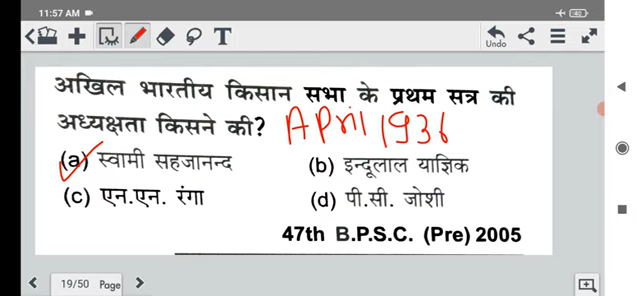 11:57 AM
40
Undo
अखिल भारतीय किसान सभा के प्रथम सत्र की
अध्यक्षता किसने की? April 1936
(a) स्वामी सहजानन्द (b) इन्दूलाल याज्ञिक
(c) एन.एन. रंगा (d) पी.सी. जोशी
47th B.P.S.C. (Pre) 2005
19/50 Page